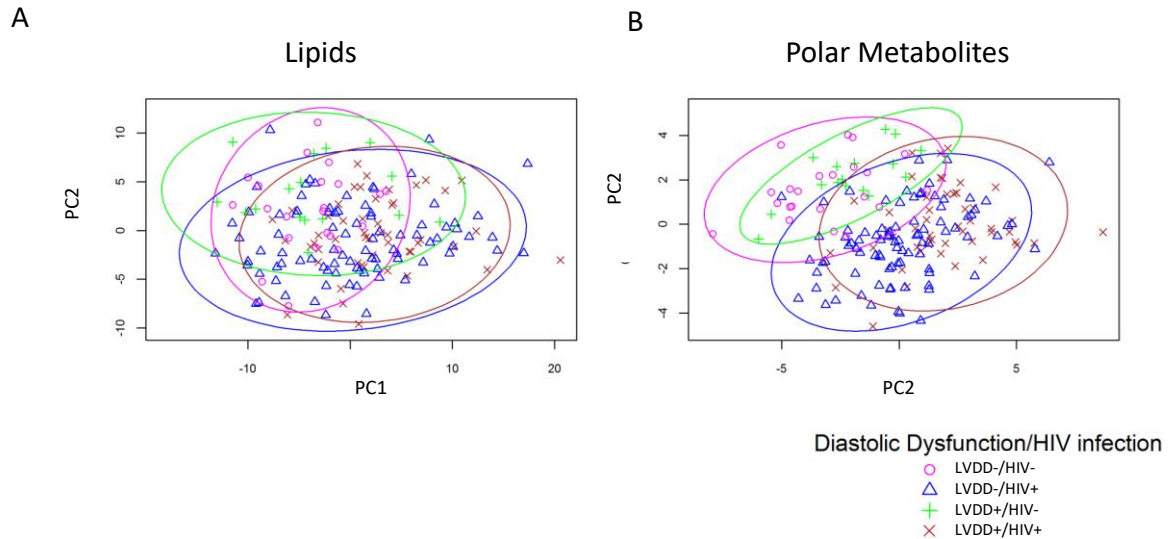 A
B
Lipids
Polar Metabolites
PC2
10
5
0
-5
-10
-10
10
20
PC1
PC2
4
2
0
-2
-4
(
-5
5
PC2
Diastolic Dysfunction/HIV infection
LVDD-/HIV-
LVDD-/HIV+
LVDD+/HIV-
LVDD+/HIV+